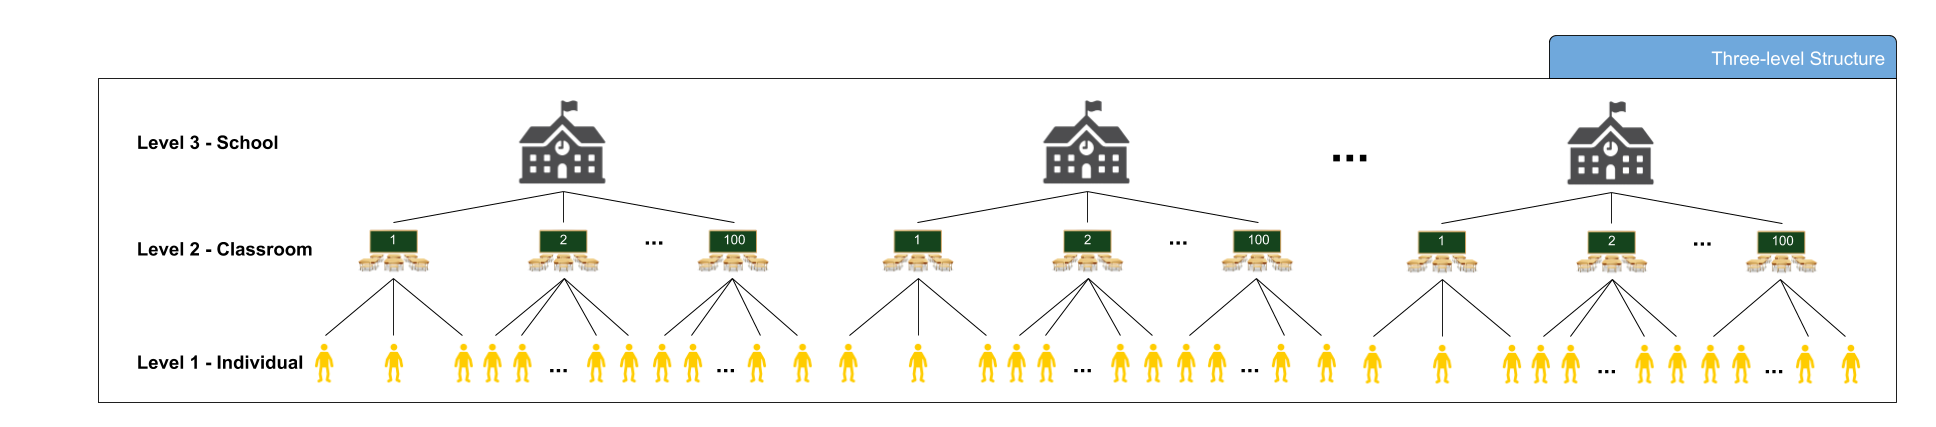 Three-level Structure
Level 3 - School
...
Level 2 - Classroom
1 2 ... 100 1 2 ... 100 1 2 ... 100
Level 1 - Individual
... ... ... ... ... ...